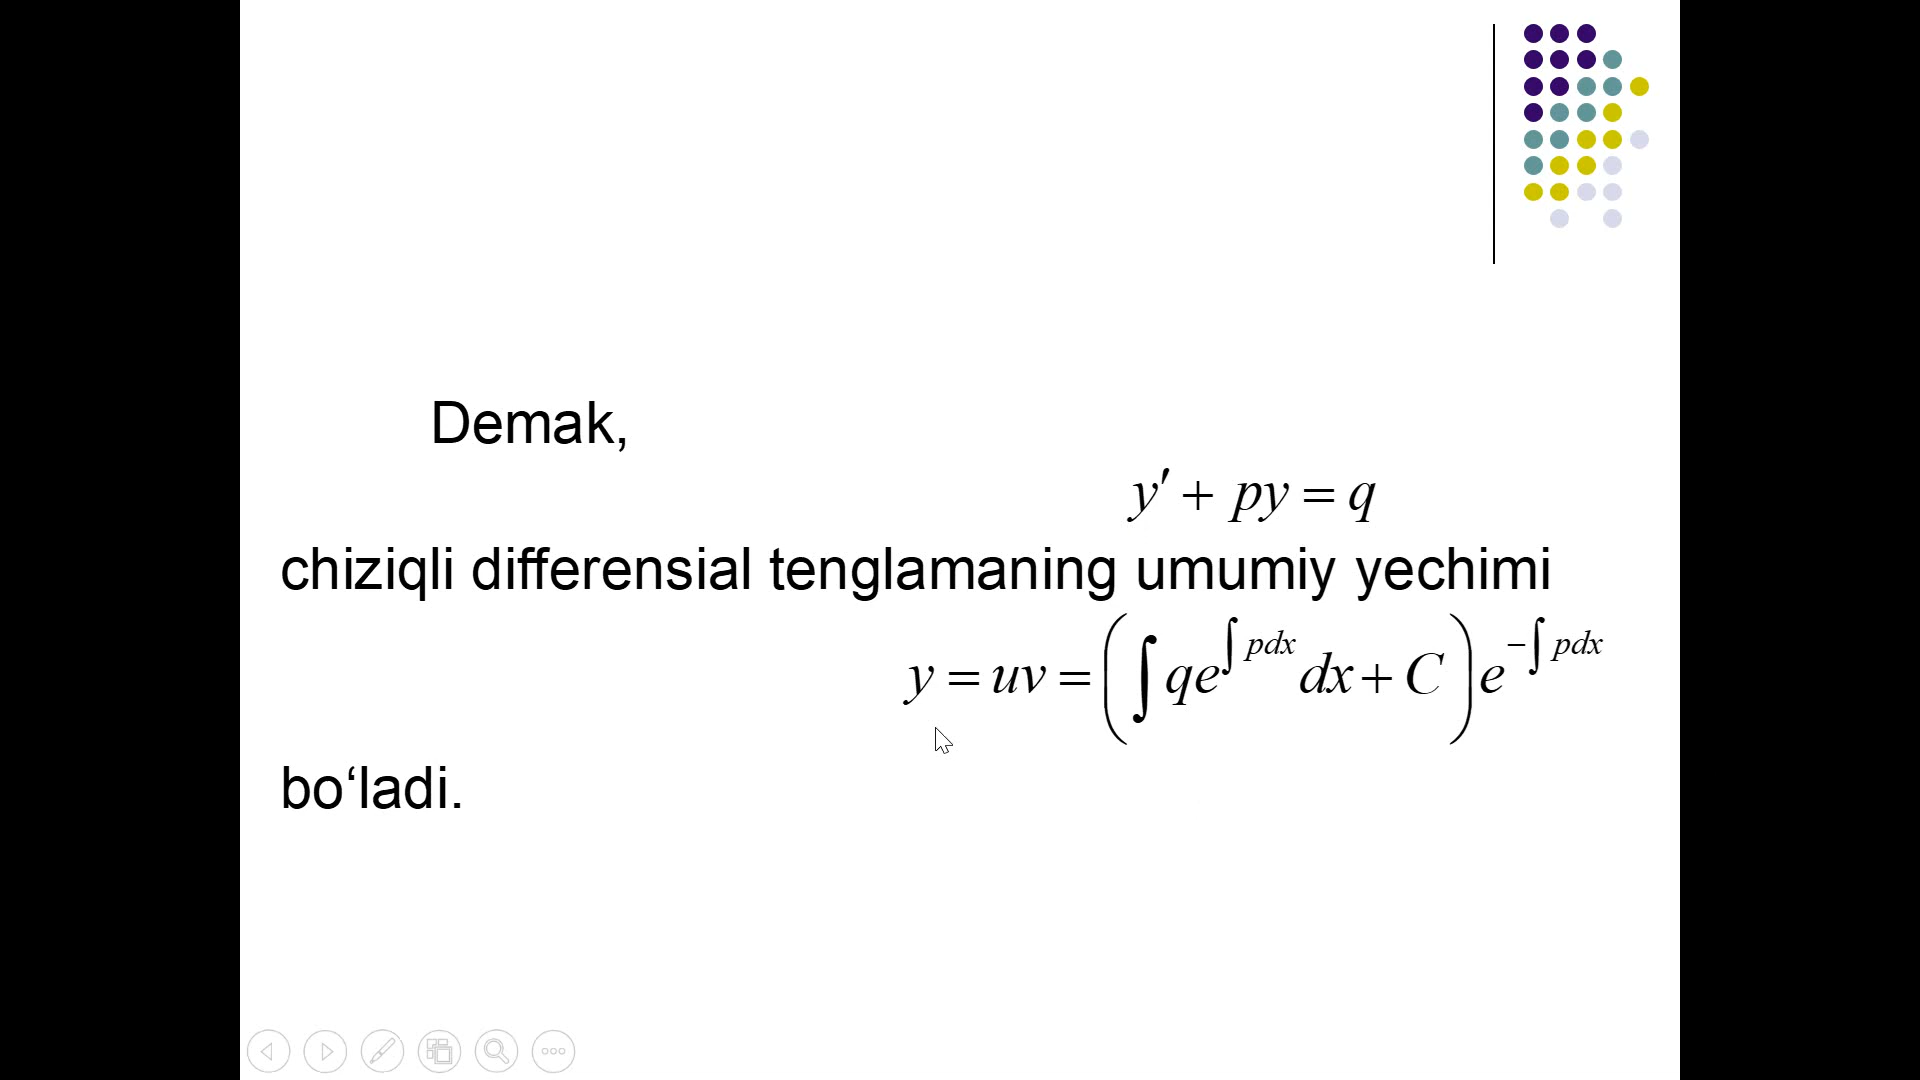 Demak,
y′ + py = q
chiziqli differensial tenglamaning umumiy yechimi
y = uv = (∫ qe^{∫ pdx} dx + C) e^{−∫ pdx}
bo‘ladi.